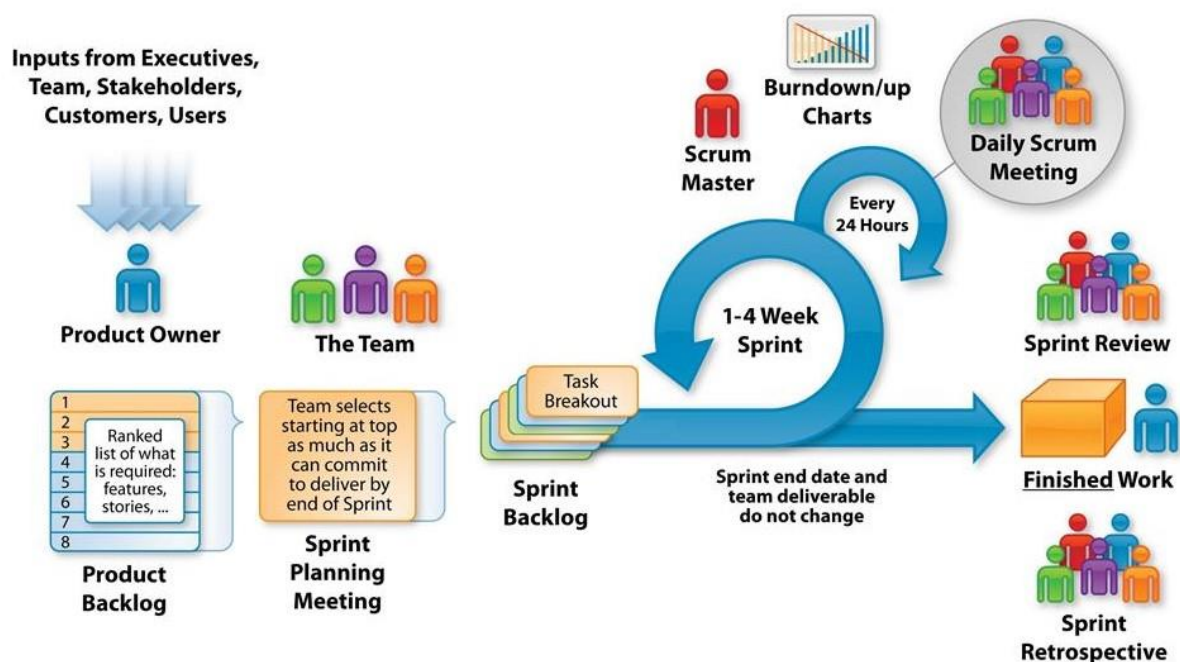 Inputs from Executives,
Team, Stakeholders,
Customers, Users
Product Owner
The Team
1
2
3
4
5
6
7
8
Ranked
list of what
is required:
features,
stories, ...
Product
Backlog
Team selects
starting at top
as much as it
can commit
to deliver by
end of Sprint
Sprint
Planning
Meeting
Task
Breakout
Sprint
Backlog
Scrum
Master
Burndown/up
Charts
Daily Scrum
Meeting
Every
24 Hours
1-4 Week
Sprint
Sprint end date and
team deliverable
do not change
Sprint Review
Finished Work
Sprint
Retrospective